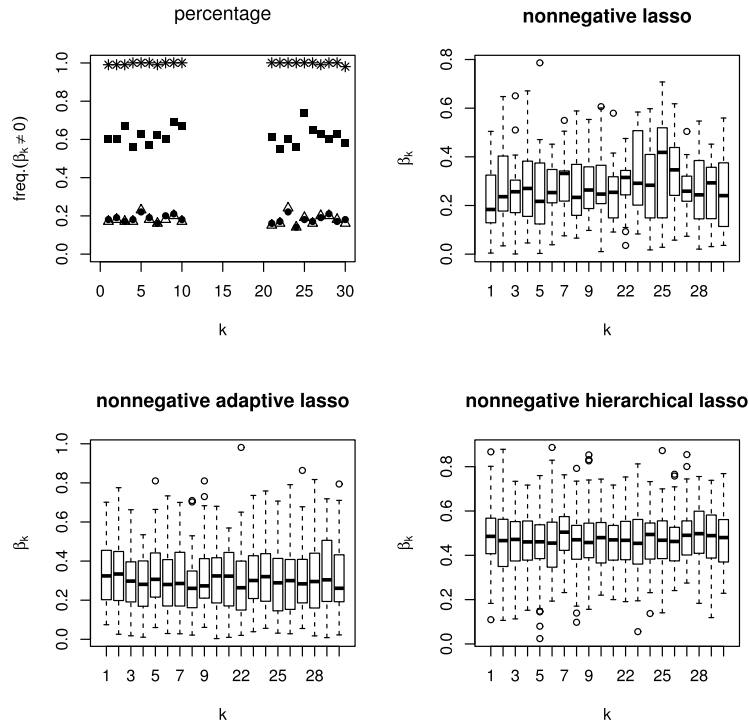 percentage
freq.(βk ≠ 0)
1.0
0.8
0.6
0.4
0.2
0.0
0 5 10 15 20 25 30
k
nonnegative lasso
βk
0.8
0.6
0.4
0.2
0.0
1 3 5 7 9 22 25 28
k
nonnegative adaptive lasso
βk
1.0
0.8
0.6
0.4
0.2
0.0
1 3 5 7 9 22 25 28
k
nonnegative hierarchical lasso
βk
0.8
0.6
0.4
0.2
0.0
1 3 5 7 9 22 25 28
k